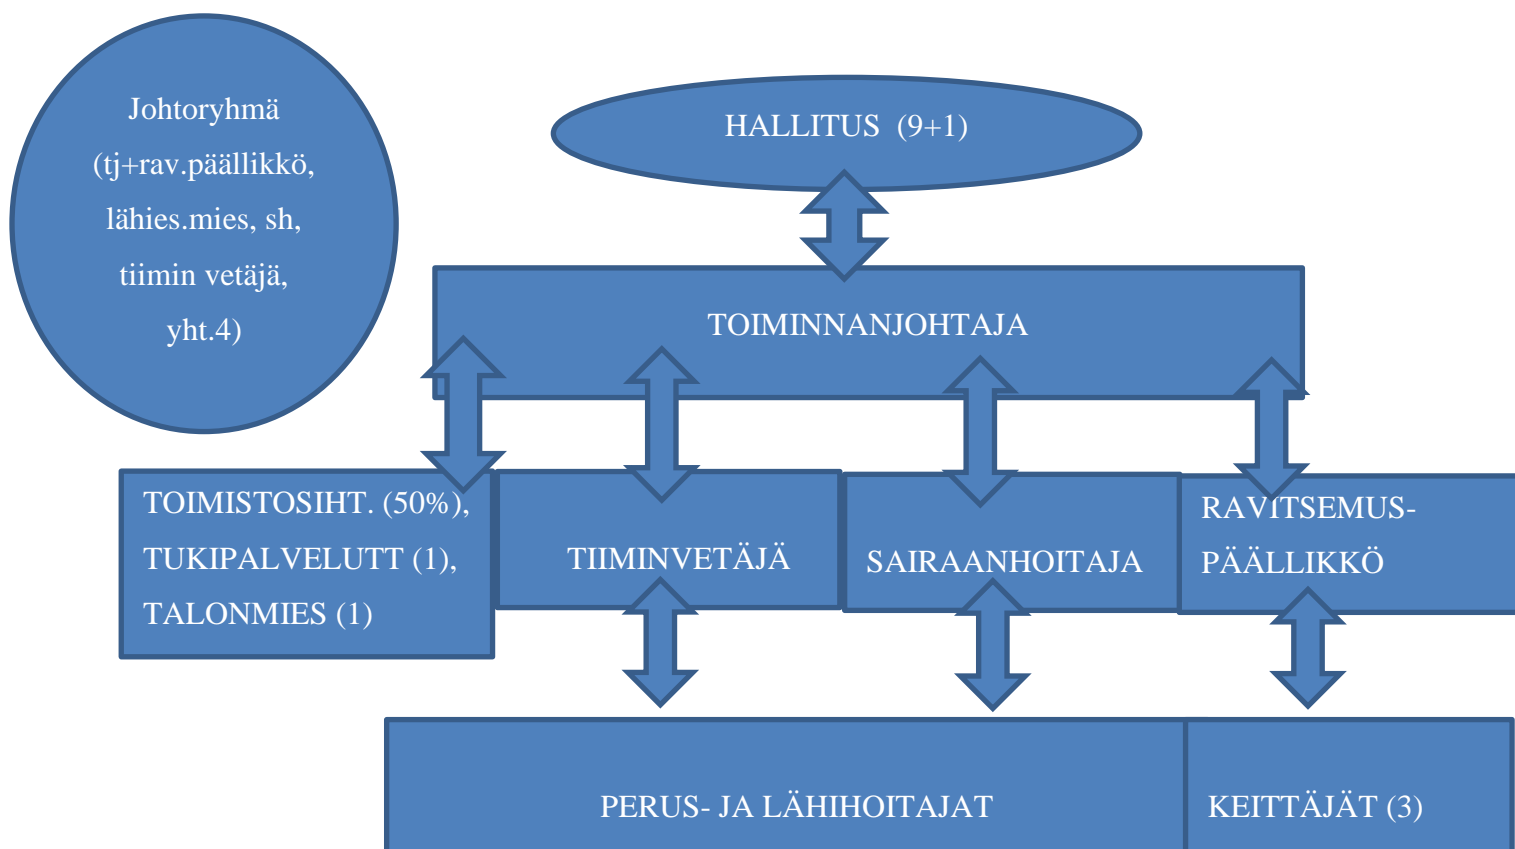 Johtoryhmä
(tj+rav.päällikkö,
lähies.mies, sh,
tiimin vetäjä,
yht.4)
HALLITUS (9+1)
TOIMINNANJOHTAJA
TOIMISTOSIHT. (50%),
TUKIPALVELUTT (1),
TALONMIES (1)
TIIMINVETÄJÄ
SAIRAANHOITAJA
RAVITSEMUS-
PÄÄLLIKKÖ
PERUS- JA LÄHIHOITAJAT
KEITTÄJÄT (3)